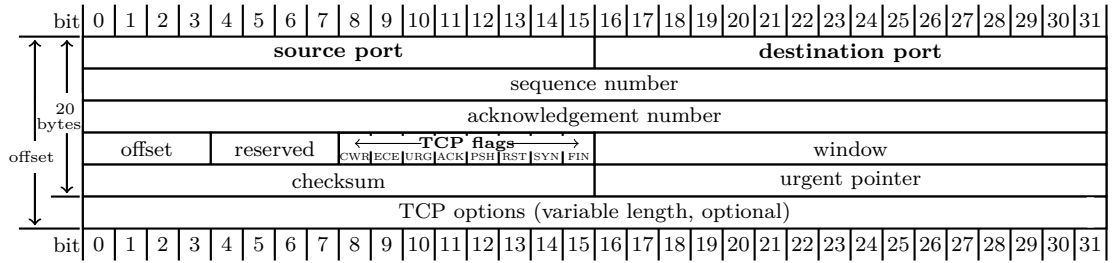 bit 0 1 2 3 4 5 6 7 8 9 10 11 12 13 14 15 16 17 18 19 20 21 22 23 24 25 26 27 28 29 30 31
source port destination port
sequence number
20
bytes
acknowledgement number
offset
offset reserved TCP flags window
CWR ECE URG ACK PSH RST SYN FIN
checksum urgent pointer
TCP options (variable length, optional)
bit 0 1 2 3 4 5 6 7 8 9 10 11 12 13 14 15 16 17 18 19 20 21 22 23 24 25 26 27 28 29 30 31